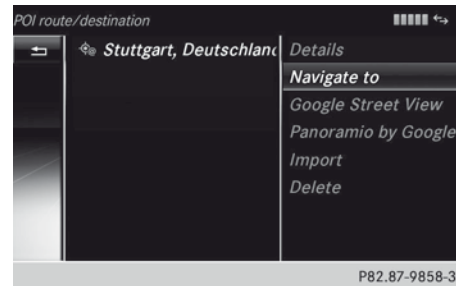 POI route/destination
Stuttgart, Deutschland
Details
Navigate to
Google Street View
Panoramio by Google
Import
Delete
P82.87-9858-3